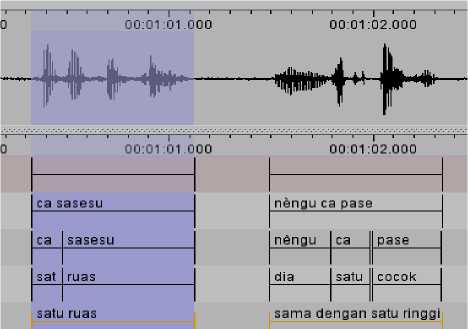 0 00:01:01.000 00:01:02.000
0 00:01:01.000 00:01:02.000
ca sasesu nèngu ca pase
ca sasesu nèngu ca pase
sat ruas dia satu cocok
satu ruas sama dengan satu ringgi